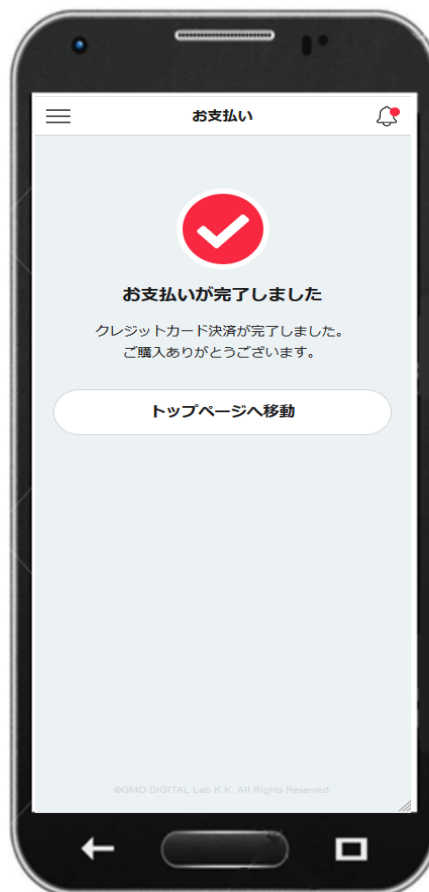 お支払い
お支払いが完了しました
クレジットカード決済が完了しました。
ご購入ありがとうございます。
トップページへ移動
©GMO DIGITAL Lab K.K. All Rights Reserved.